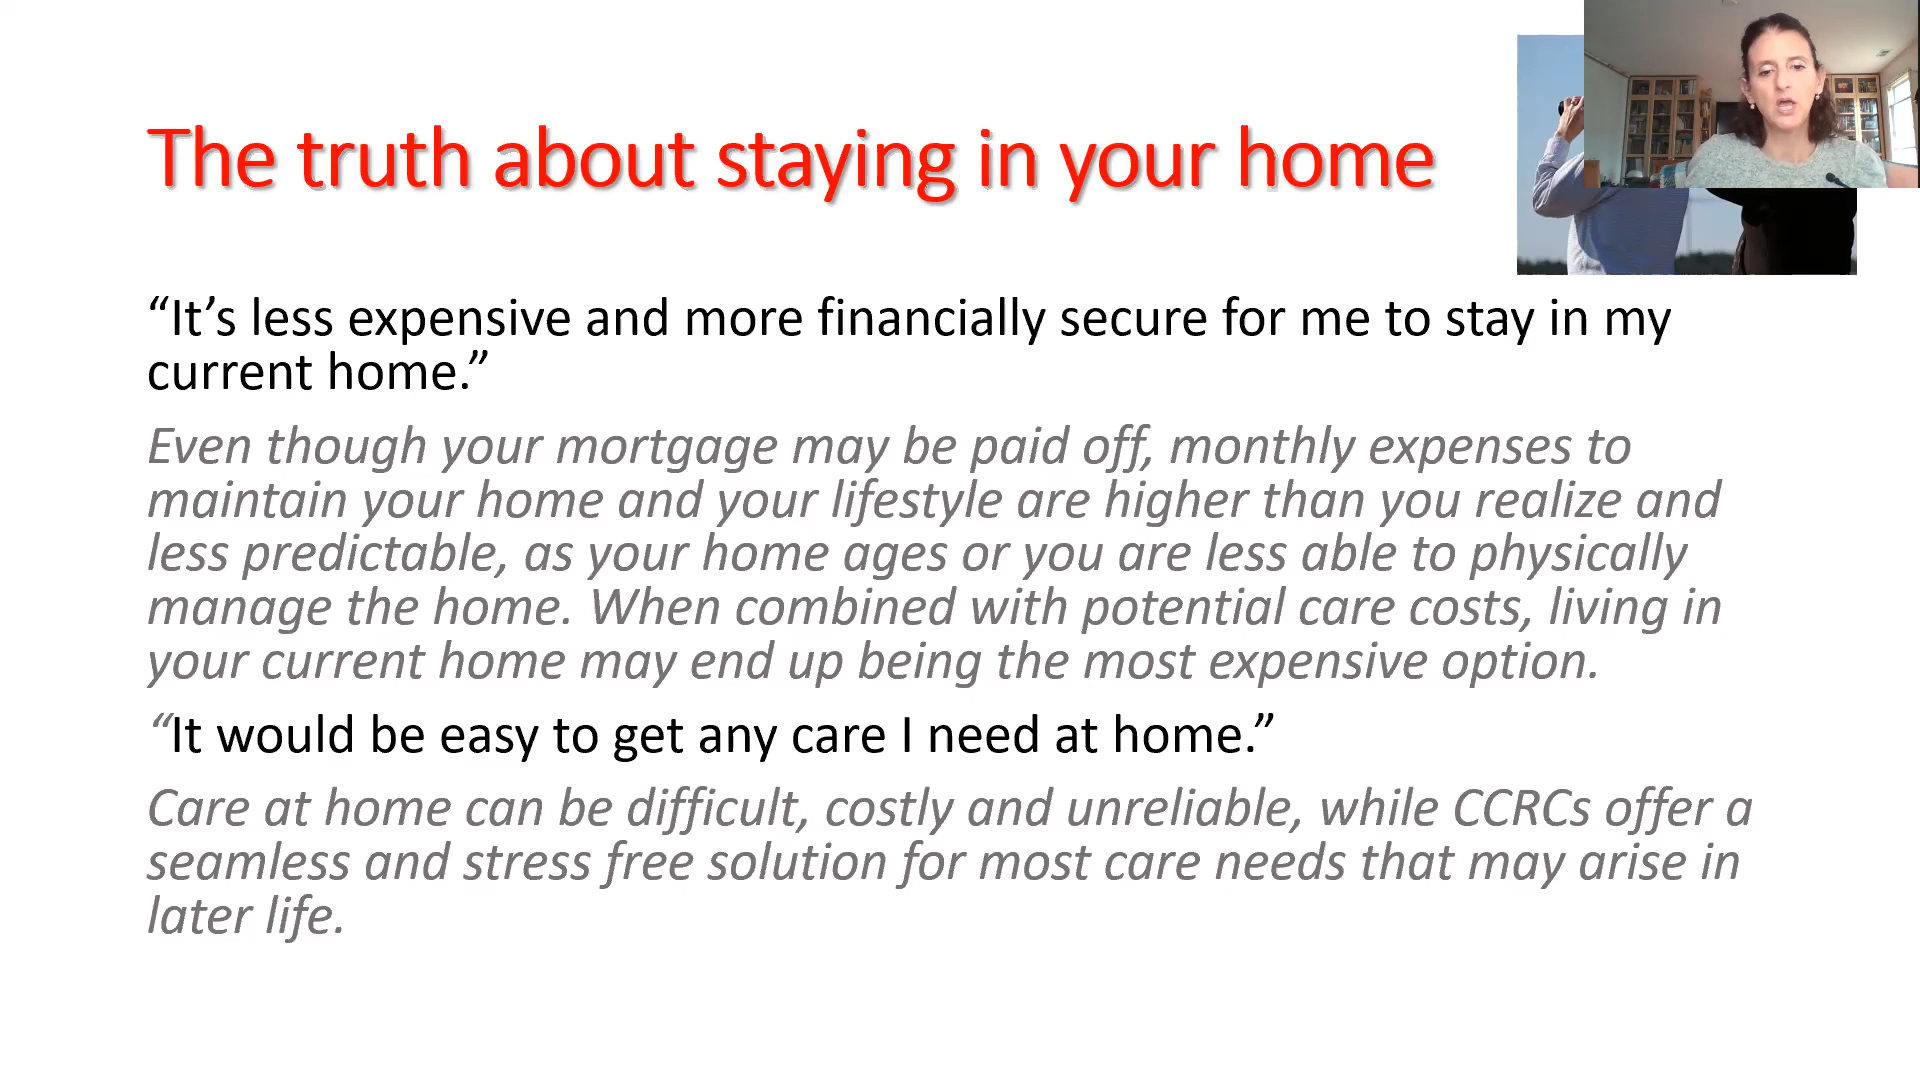 The truth about staying in your home
“It’s less expensive and more financially secure for me to stay in my
current home.”
Even though your mortgage may be paid off, monthly expenses to
maintain your home and your lifestyle are higher than you realize and
less predictable, as your home ages or you are less able to physically
manage the home. When combined with potential care costs, living in
your current home may end up being the most expensive option.
“It would be easy to get any care I need at home.”
Care at home can be difficult, costly and unreliable, while CCRCs offer a
seamless and stress free solution for most care needs that may arise in
later life.